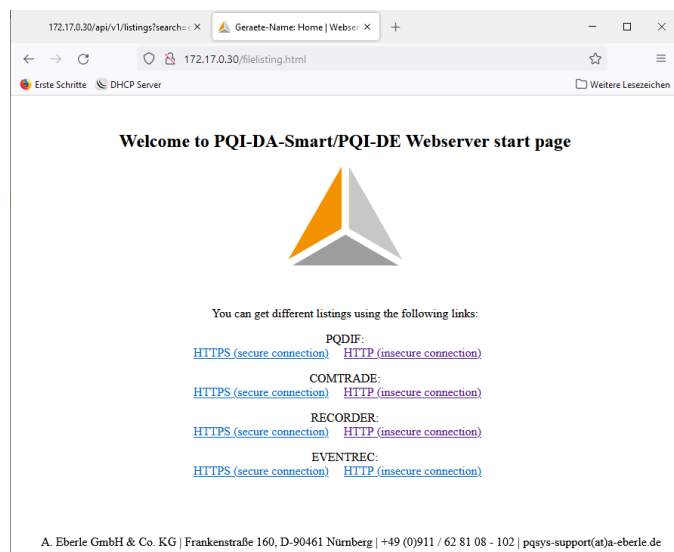 172.17.0.30/api/v1/listings?search=
Geraete-Name: Home | Webser
172.17.0.30/filelisting.html
Erste Schritte DHCP Server Weitere Lesezeichen
Welcome to PQI-DA-Smart/PQI-DE Webserver start page
You can get different listings using the following links:
PQDIF:
HTTPS (secure connection) HTTP (insecure connection)
COMTRADE:
HTTPS (secure connection) HTTP (insecure connection)
RECORDER:
HTTPS (secure connection) HTTP (insecure connection)
EVENTREC:
HTTPS (secure connection) HTTP (insecure connection)
A. Eberle GmbH & Co. KG | Frankenstraße 160, D-90461 Nürnberg | +49 (0)911 / 62 81 08 - 102 | pqsys-support(at)a-eberle.de